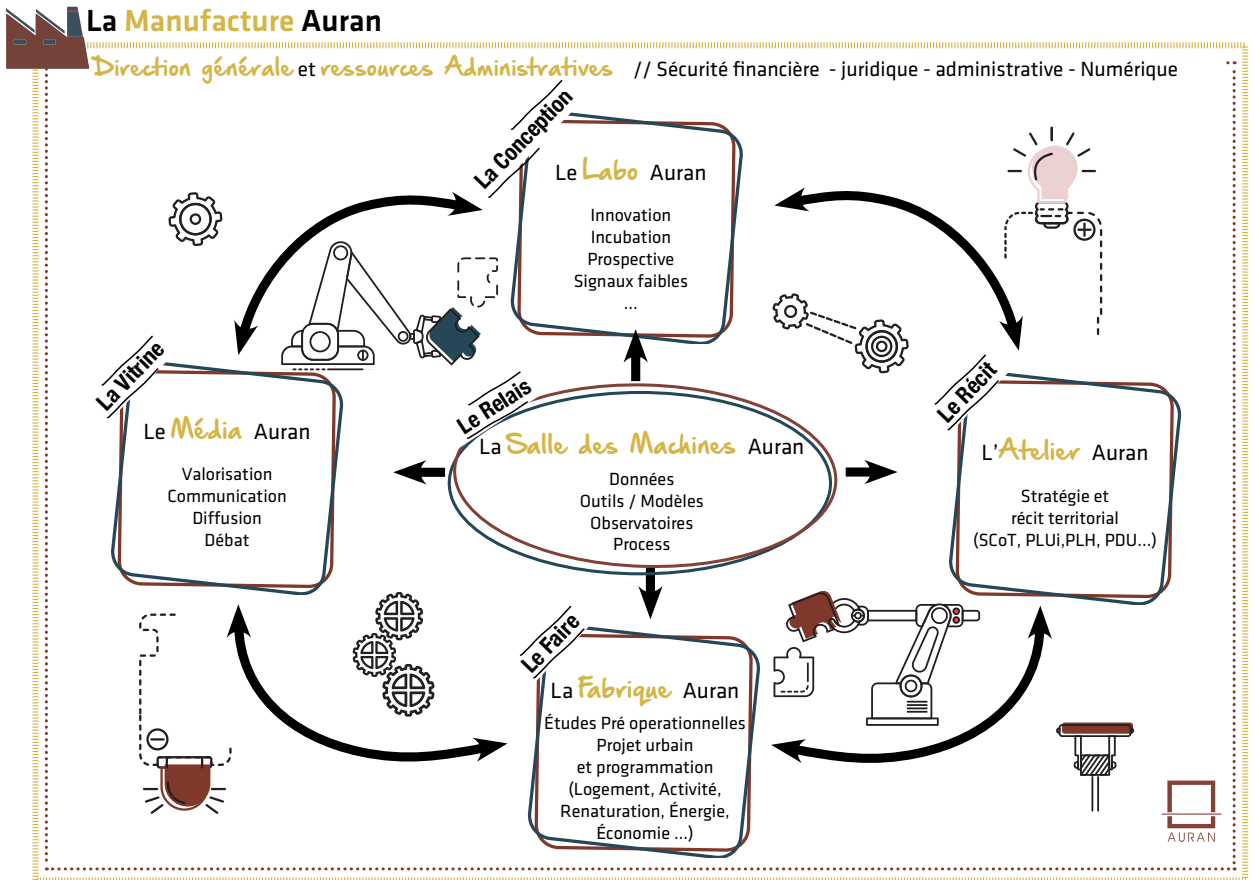 La Manufacture Auran
Direction générale et ressources Administratives // Sécurité financière - juridique - administrative - Numérique
La Conception
Le Labo Auran
Innovation
Incubation
Prospective
Signaux faibles
...
La Vitrine
Le Média Auran
Valorisation
Communication
Diffusion
Débat
Le Relais
La Salle des Machines Auran
Données
Outils / Modèles
Observatoires
Process
Le Récit
L'Atelier Auran
Stratégie et
récit territorial
(SCoT, PLUi,PLH, PDU...)
Le Faire
La Fabrique Auran
Études Pré operationnelles
Projet urbain
et programmation
(Logement, Activité,
Renaturation, Énergie,
Économie ...)
AURAN